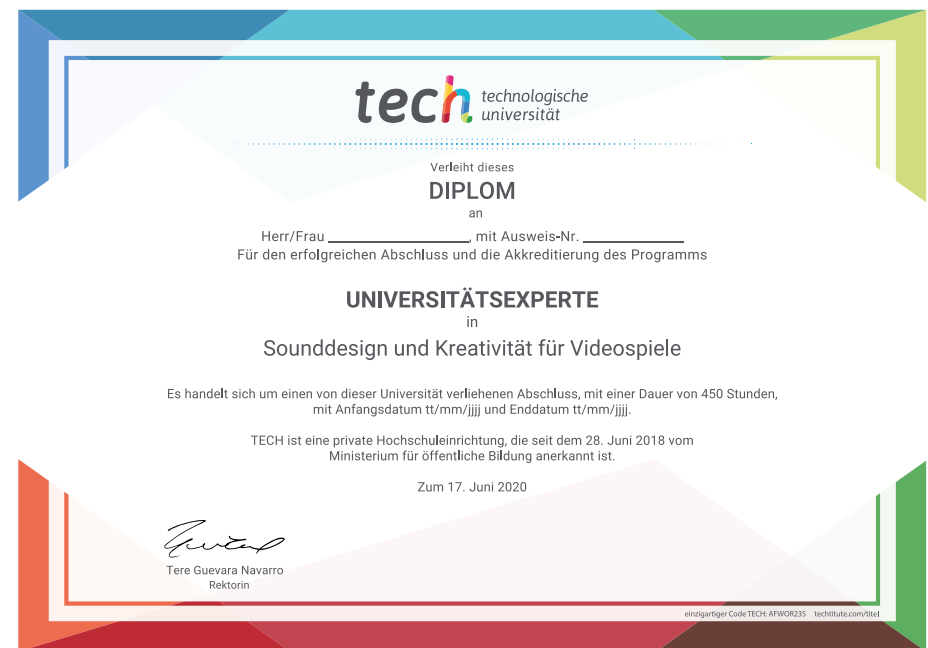 tech technologische
universität
Verleiht dieses
DIPLOM
an
Herr/Frau ____________________, mit Ausweis-Nr. ______________
Für den erfolgreichen Abschluss und die Akkreditierung des Programms
UNIVERSITÄTSEXPERTE
in
Sounddesign und Kreativität für Videospiele
Es handelt sich um einen von dieser Universität verliehenen Abschluss, mit einer Dauer von 450 Stunden,
mit Anfangsdatum tt/mm/jjjj und Enddatum tt/mm/jjjj.
TECH ist eine private Hochschuleinrichtung, die seit dem 28. Juni 2018 vom
Ministerium für öffentliche Bildung anerkannt ist.
Zum 17. Juni 2020
Tere Guevara Navarro
Rektorin
einzigartiger Code TECH: AFWOR23S techtitute.com/titel